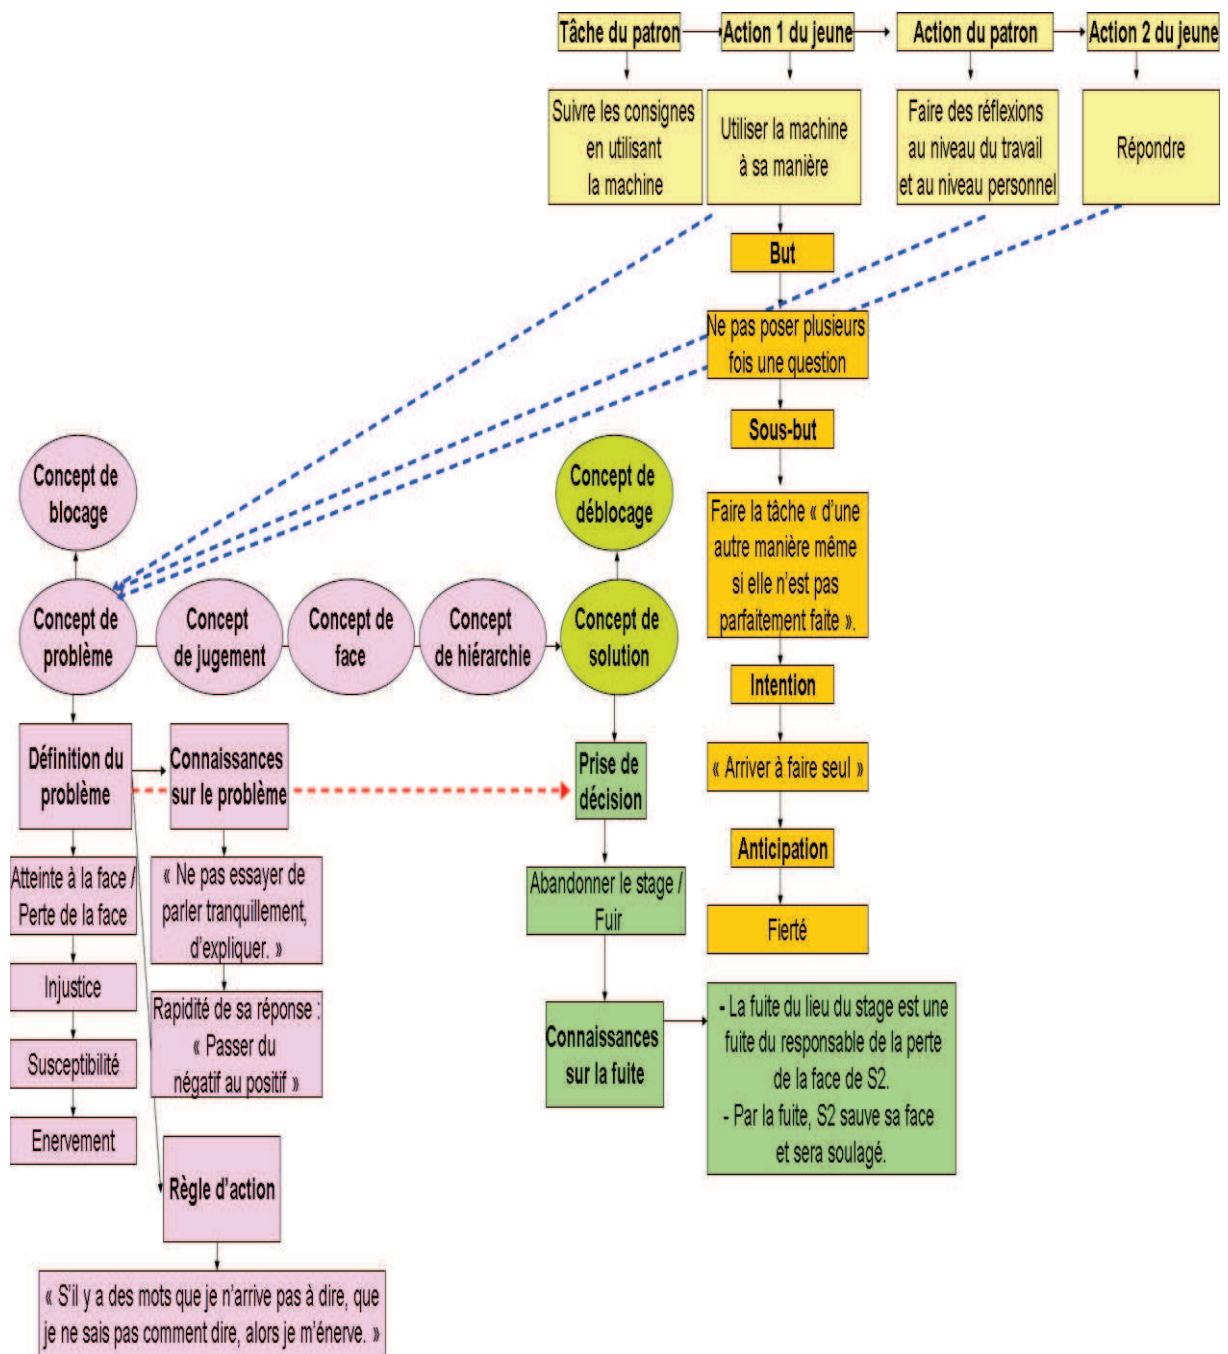 Tâche du patron
Action 1 du jeune
Action du patron
Action 2 du jeune
Suivre les consignes
en utilisant
la machine
Utiliser la machine
à sa manière
Faire des réflexions
au niveau du travail
et au niveau personnel
Répondre
But
Ne pas poser plusieurs
fois une question
Sous-but
Faire la tâche « d’une
autre manière même
si elle n’est pas
parfaitement faite ».
Intention
« Arriver à faire seul »
Anticipation
Fierté
Concept de
blocage
Concept de
déblocage
Concept de
problème
Concept
de jugement
Concept de
face
Concept
de hiérarchie
Concept de
solution
Définition du
problème
Connaissances
sur le problème
Prise de
décision
Atteinte à la face /
Perte de la face
Injustice
Susceptibilité
Enervement
« Ne pas essayer de
parler tranquillement,
d’expliquer. »
Rapidité de sa réponse :
« Passer du
négatif au positif »
Règle d’action
« S’il y a des mots que je n’arrive pas à dire, que
je ne sais pas comment dire, alors je m’énerve. »
Abandonner le stage /
Fuir
Connaissances
sur la fuite
- La fuite du lieu du stage est une
fuite du responsable de la perte
de la face de S2.
- Par la fuite, S2 sauve sa face
et sera soulagé.